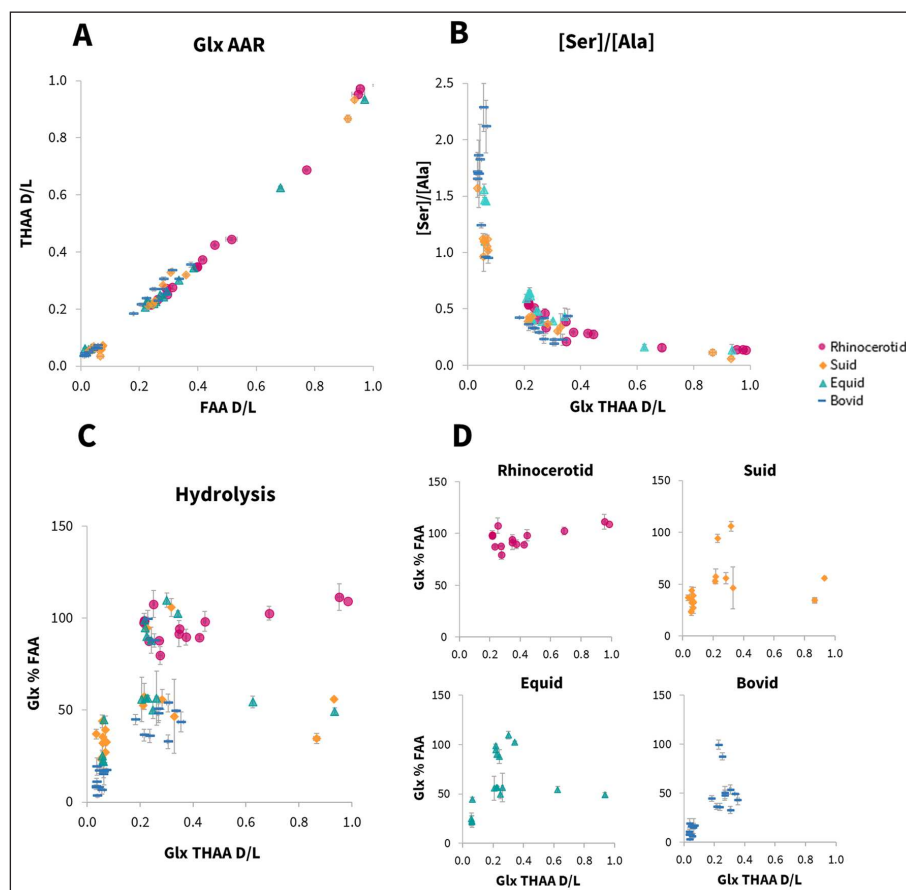 A
Glx AAR
1.0
0.8
0.6
0.4
0.2
0.0
THAA D/L
0.0 0.2 0.4 0.6 0.8 1.0
FAA D/L
B
[Ser]/[Ala]
2.5
2.0
1.5
1.0
0.5
0.0
[Ser]/[Ala]
0.0 0.2 0.4 0.6 0.8 1.0
Glx THAA D/L
Rhinocerotid
Suid
Equid
Bovid
C
Hydrolysis
150
100
50
0
Glx % FAA
0.0 0.2 0.4 0.6 0.8 1.0
Glx THAA D/L
D
Rhinocerotid
150
100
50
0
Glx % FAA
0.0 0.2 0.4 0.6 0.8 1.0
Suid
150
100
50
0
0.0 0.2 0.4 0.6 0.8 1.0
Equid
150
100
50
0
Glx % FAA
0.0 0.2 0.4 0.6 0.8 1.0
Glx THAA D/L
Bovid
150
100
50
0
0.0 0.2 0.4 0.6 0.8 1.0
Glx THAA D/L